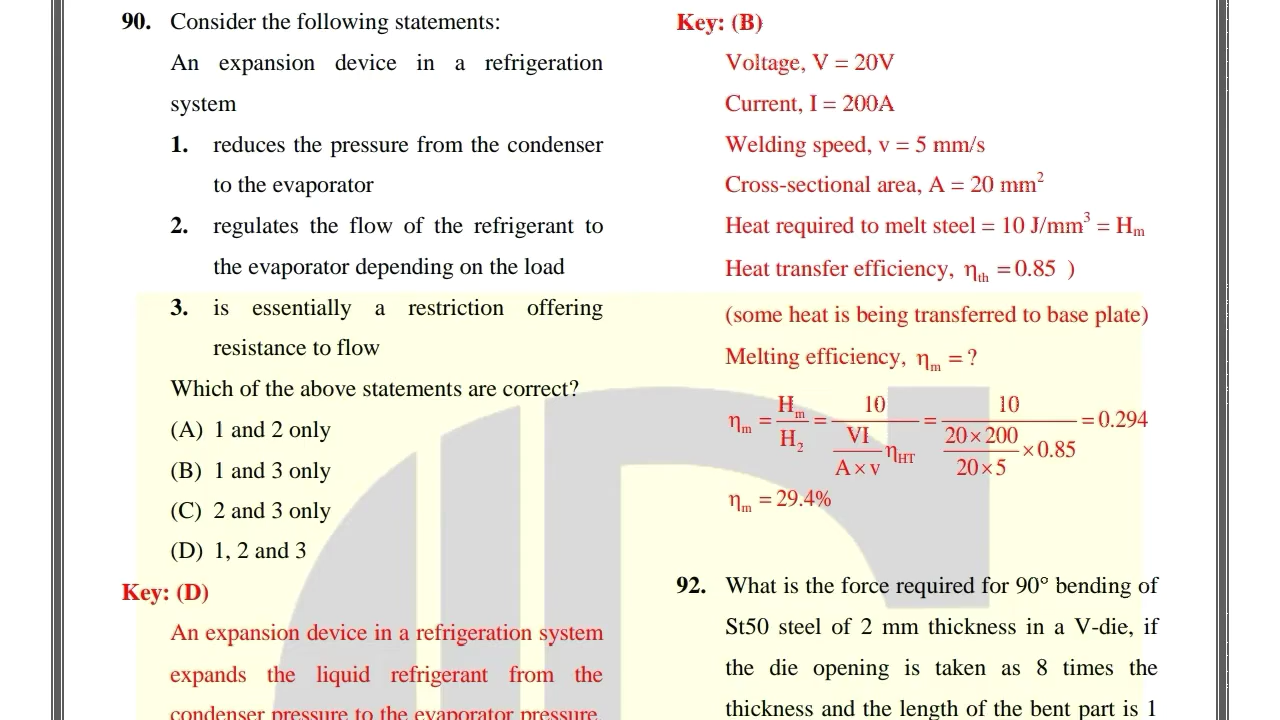 90. Consider the following statements:
An expansion device in a refrigeration
system
1. reduces the pressure from the condenser
to the evaporator
2. regulates the flow of the refrigerant to
the evaporator depending on the load
3. is essentially a restriction offering
resistance to flow
Which of the above statements are correct?
(A) 1 and 2 only
(B) 1 and 3 only
(C) 2 and 3 only
(D) 1, 2 and 3
Key: (D)
An expansion device in a refrigeration system
expands the liquid refrigerant from the
condenser pressure to the evaporator pressure.
Key: (B)
Voltage, V = 20V
Current, I = 200A
Welding speed, v = 5 mm/s
Cross-sectional area, A = 20 mm²
Heat required to melt steel = 10 J/mm³ = Hₘ
Heat transfer efficiency, η_th = 0.85 )
(some heat is being transferred to base plate)
Melting efficiency, ηₘ = ?
ηₘ = Hₘ/H₂ = 10/((VI/(A×v)) η_HT) = 10/((20×200)/(20×5) × 0.85) = 0.294
ηₘ = 29.4%
92. What is the force required for 90° bending of
St50 steel of 2 mm thickness in a V-die, if
the die opening is taken as 8 times the
thickness and the length of the bent part is 1